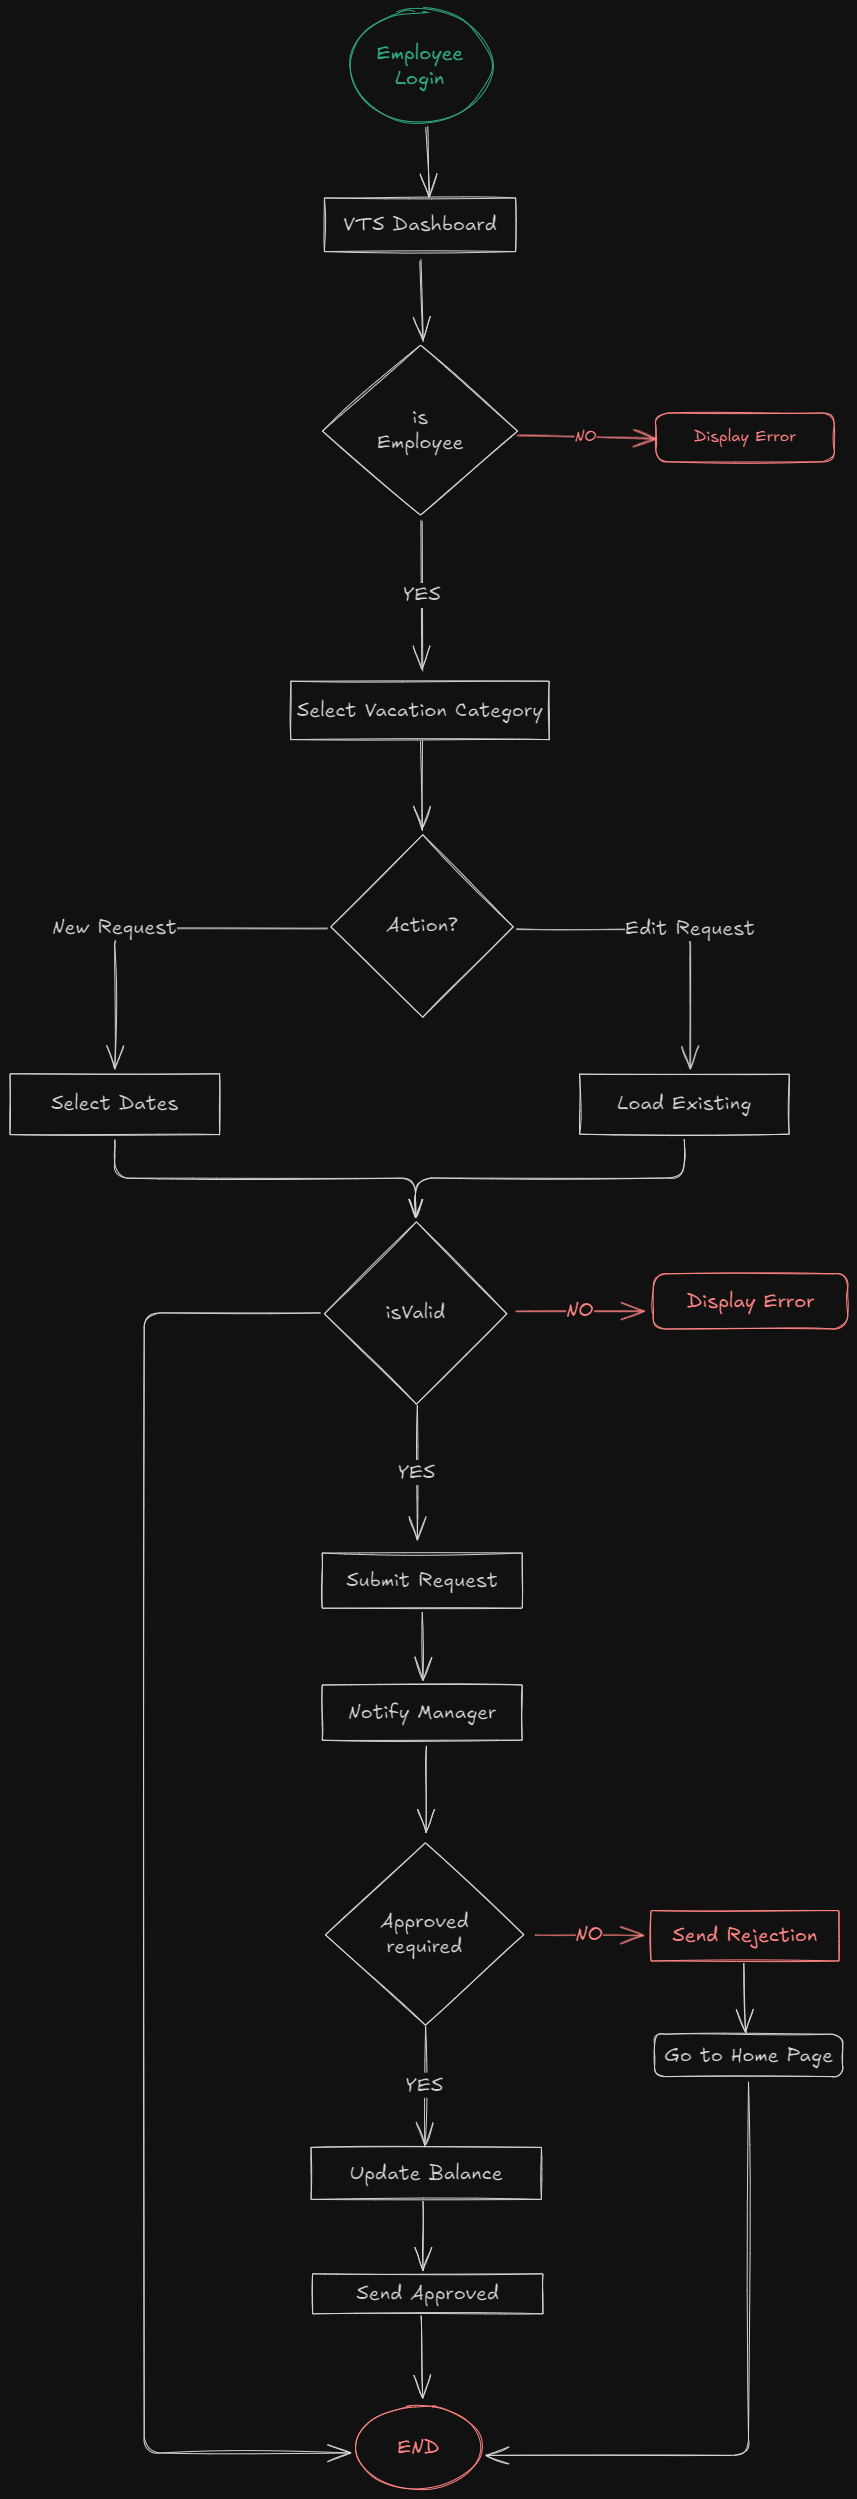 Employee
Login
VTS Dashboard
is
Employee
NO
Display Error
YES
Select Vacation Category
Action?
New Request
Edit Request
Select Dates
Load Existing
isValid
NO
Display Error
YES
Submit Request
Notify Manager
Approved
required
NO
Send Rejection
Go to Home Page
YES
Update Balance
Send Approved
END